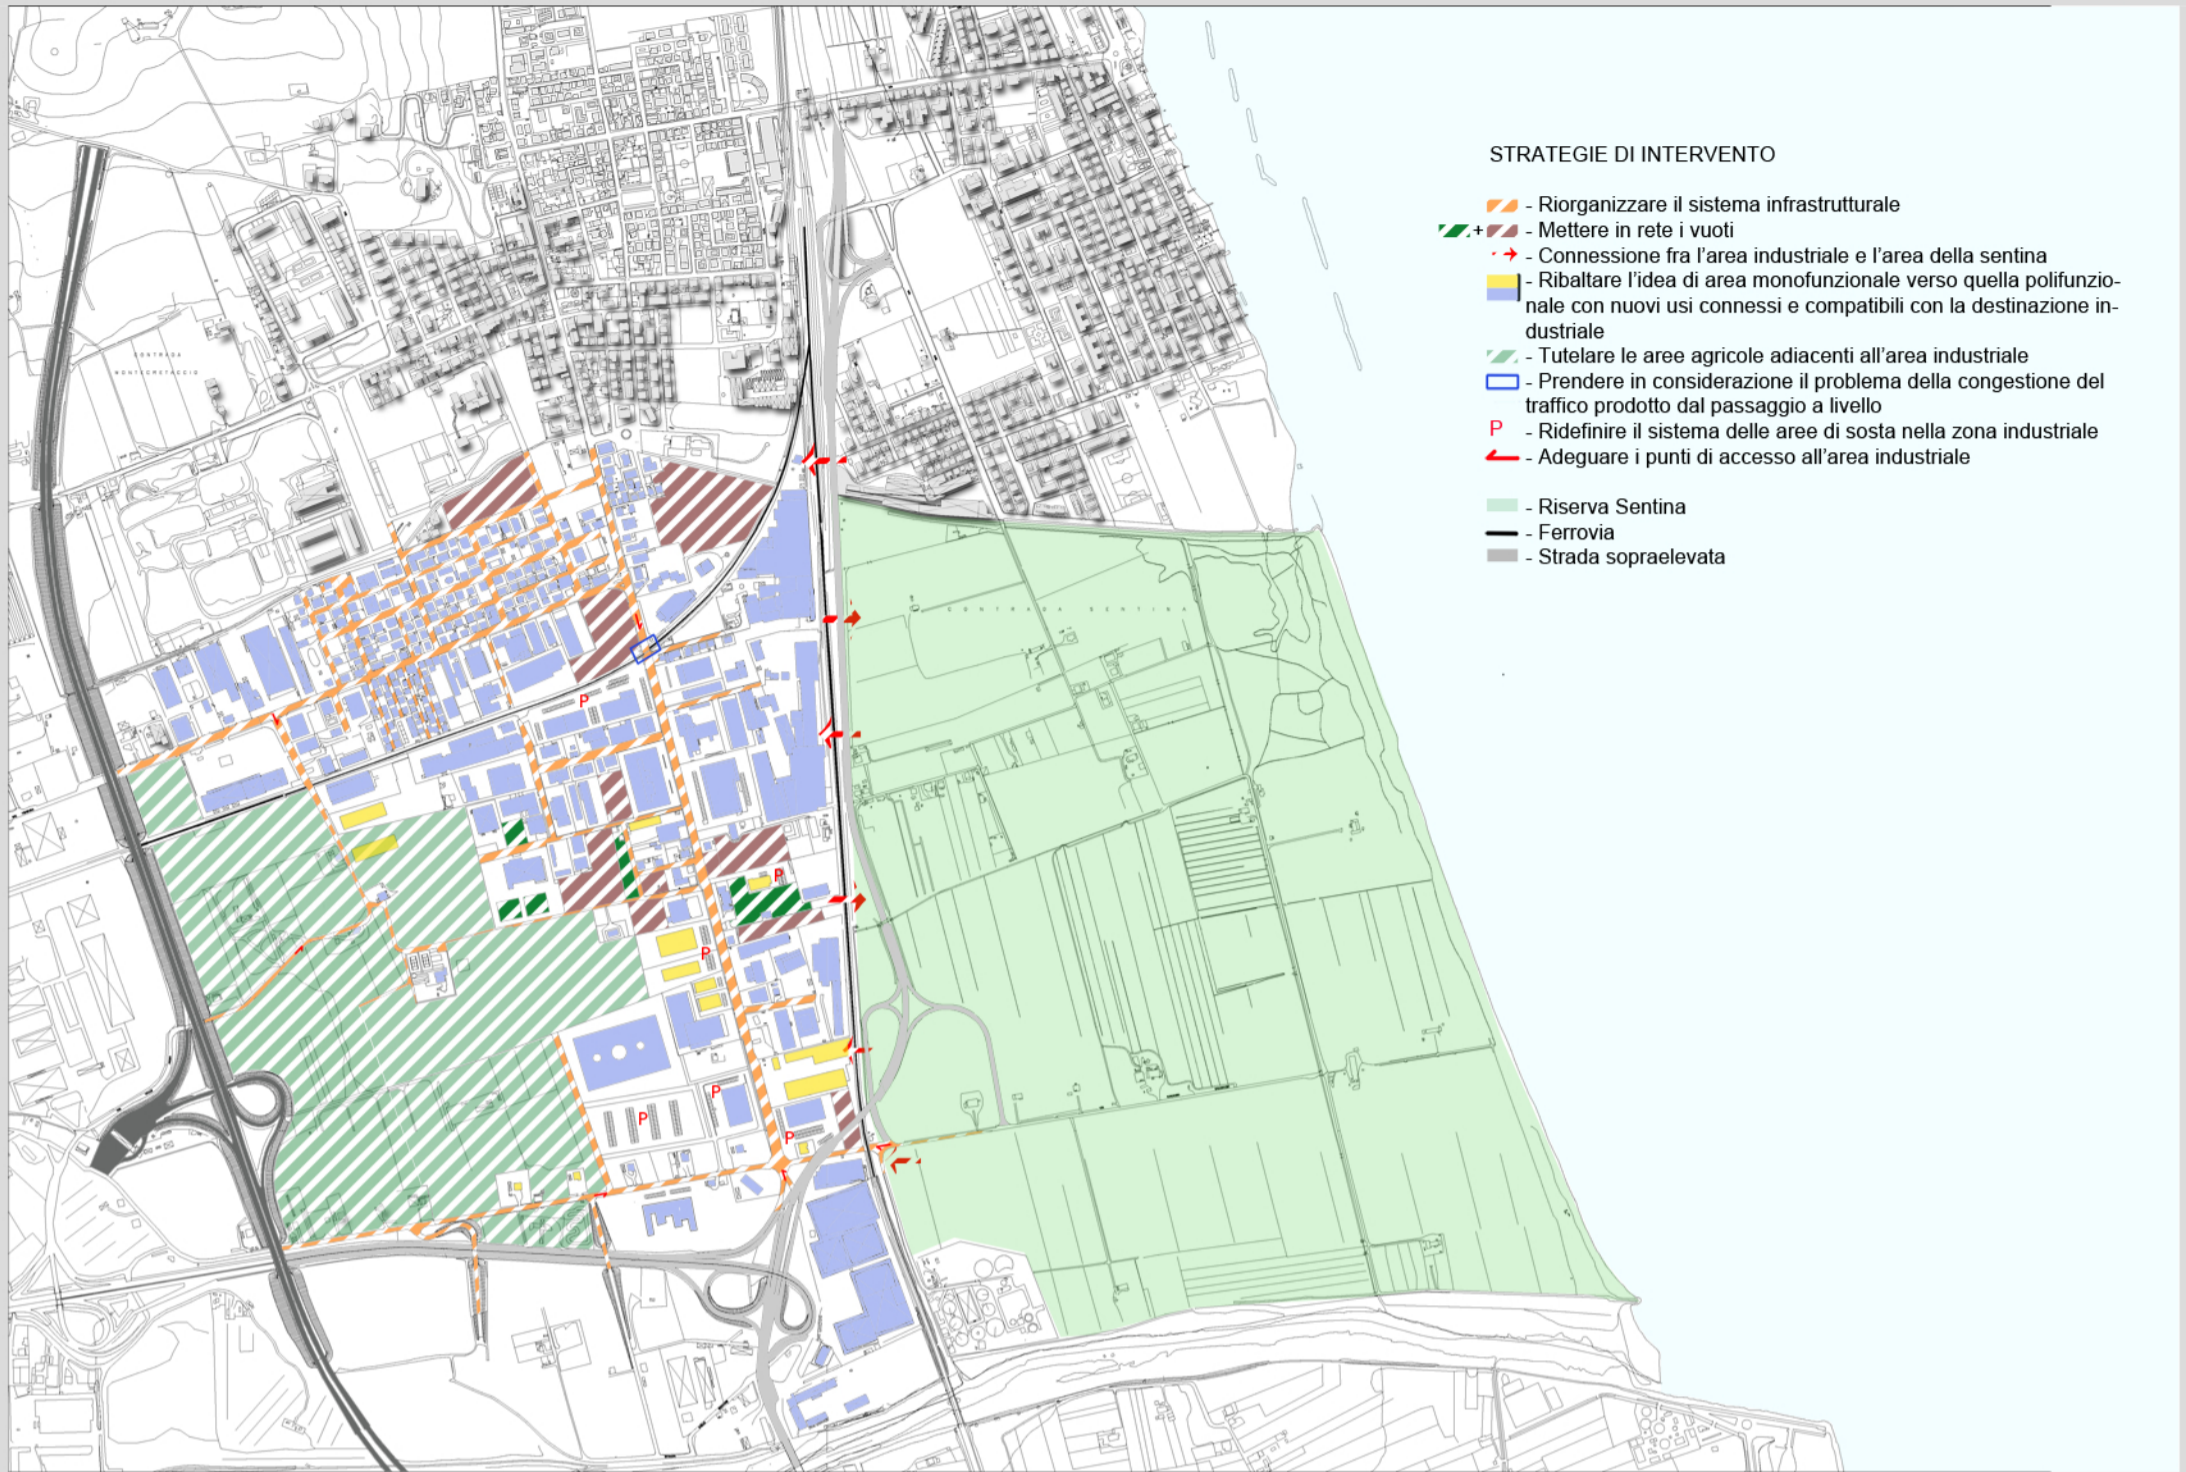 STRATEGIE DI INTERVENTO
- Riorganizzare il sistema infrastrutturale
+ - Mettere in rete i vuoti
- Connessione fra l'area industriale e l'area della sentina
- Ribaltare l'idea di area monofunzionale verso quella polifunzio-
nale con nuovi usi connessi e compatibili con la destinazione in-
dustriale
- Tutelare le aree agricole adiacenti all'area industriale
- Prendere in considerazione il problema della congestione del
traffico prodotto dal passaggio a livello
P - Ridefinire il sistema delle aree di sosta nella zona industriale
- Adeguare i punti di accesso all'area industriale
- Riserva Sentina
- Ferrovia
- Strada sopraelevata
CONTRADA
CONTRADA SENTINA
P
P
P
P
P
P